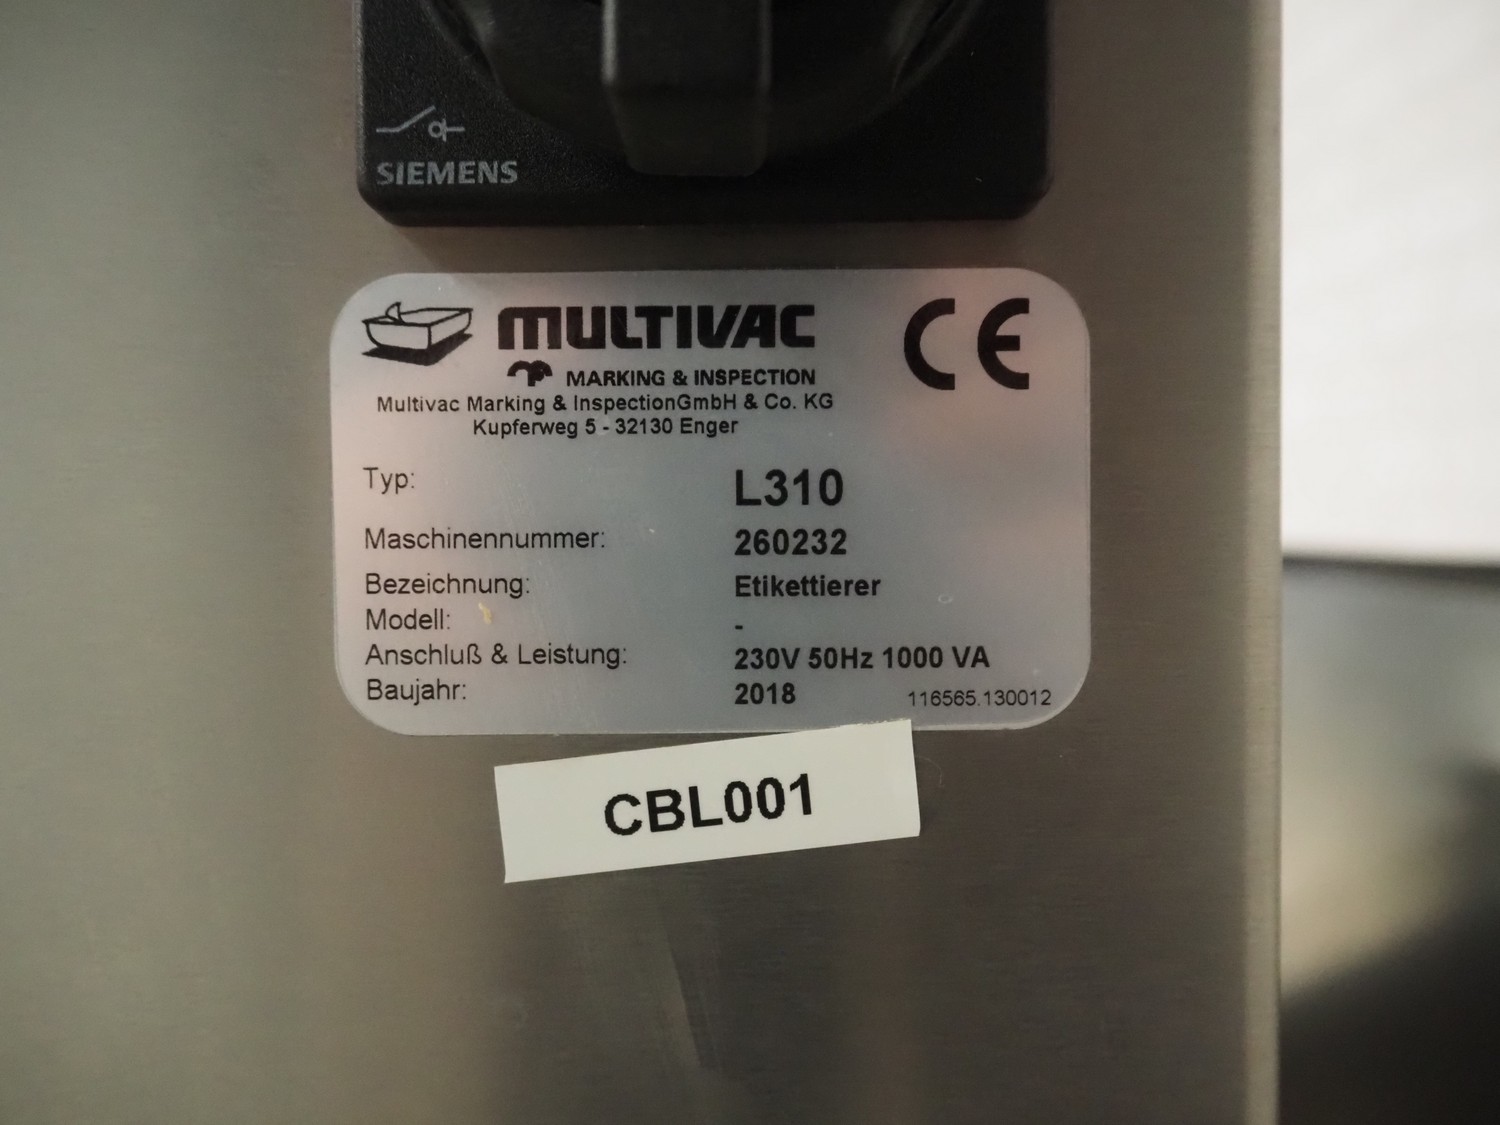 SIEMENS
MULTIVAC
MARKING & INSPECTION
CE
Multivac Marking & InspectionGmbH & Co. KG
Kupferweg 5 - 32130 Enger
Typ: L310
Maschinennummer: 260232
Bezeichnung: Etikettierer
Modell: -
Anschluß & Leistung: 230V 50Hz 1000 VA
Baujahr: 2018 116565.130012
CBL001